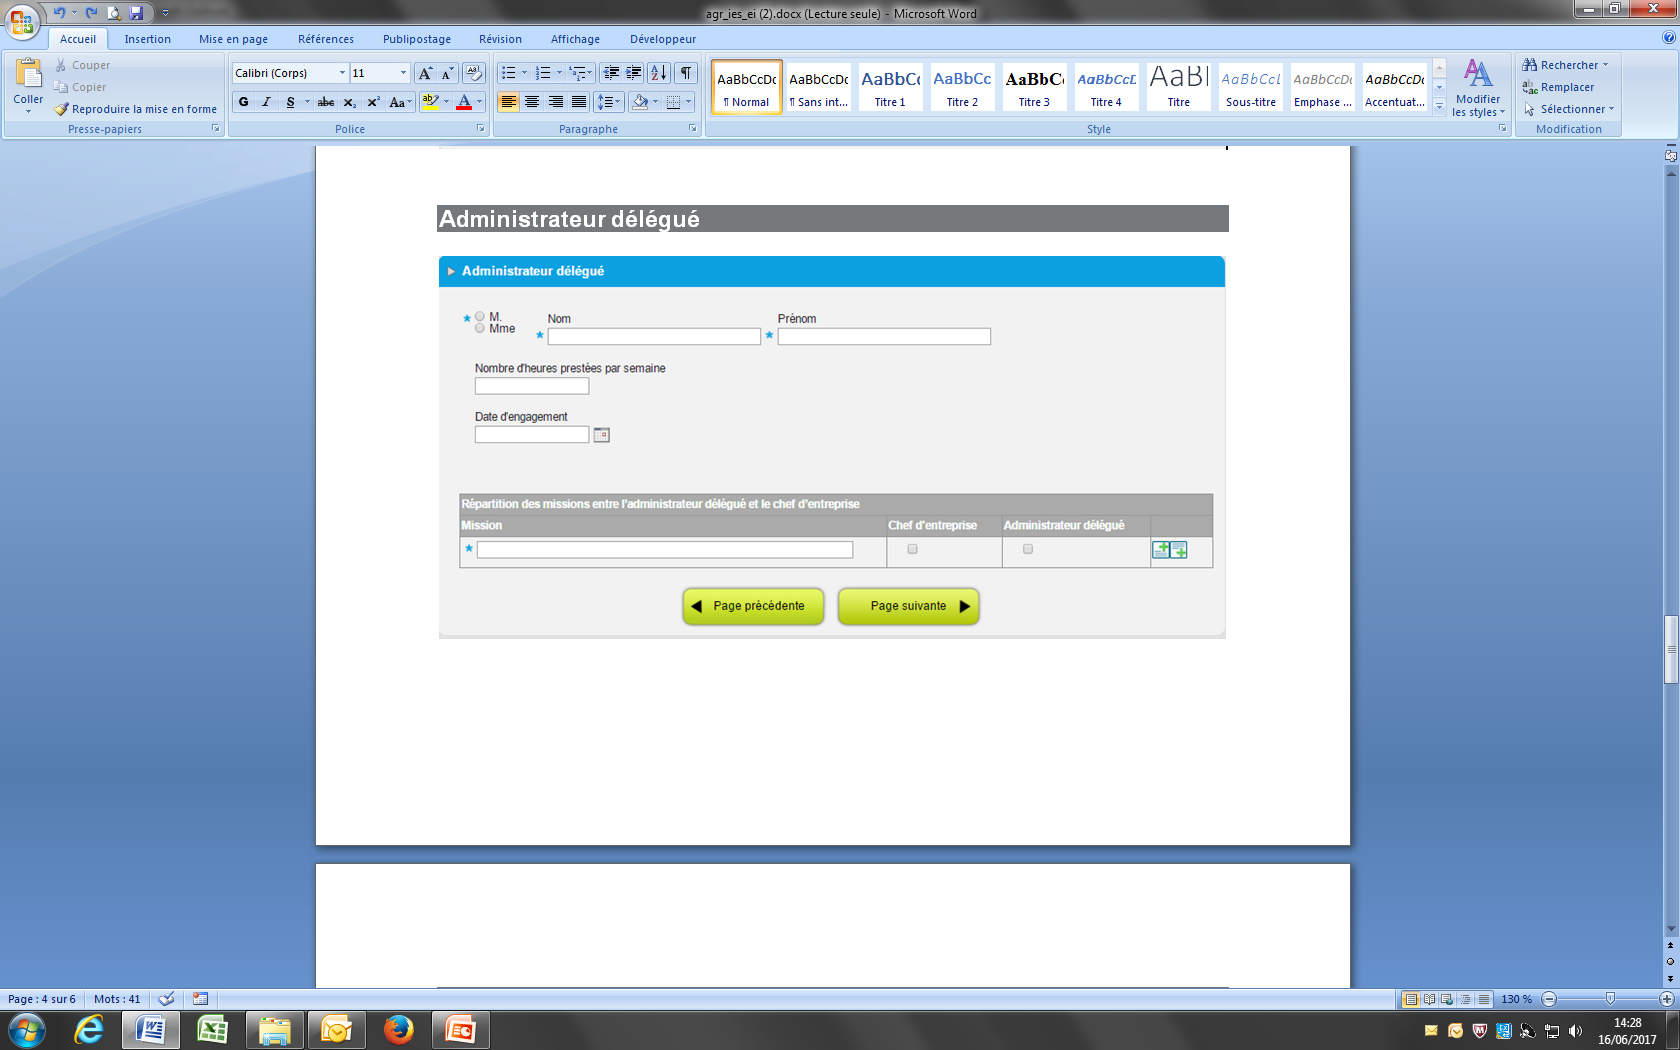 agr_ies_ei (2).docx (Lecture seule) - Microsoft Word
Accueil Insertion Mise en page Références Publipostage Révision Affichage Développeur
Coller
Couper
Copier
Reproduire la mise en forme
Presse-papiers
Calibri (Corps) 11
G I S abc X₂ X² Aa
Police
Paragraphe
AaBbCcDc AaBbCcDc AaBbC AaBbCc AaBbC AaBbCcD AaBl AaBbCcL AaBbCcDc AaBbCcDc
¶ Normal ¶ Sans int... Titre 1 Titre 2 Titre 3 Titre 4 Titre Sous-titre Emphase ... Accentuat...
Modifier
les styles
Style
Rechercher
Remplacer
Sélectionner
Modification
Administrateur délégué
Administrateur délégué
* M.
Mme
Nom
*
Prénom
*
Nombre d'heures prestées par semaine
Date d'engagement
Répartition des missions entre l'administrateur délégué et le chef d'entreprise
Mission Chef d'entreprise Administrateur délégué
*
Page précédente Page suivante
Page : 4 sur 6 Mots : 41 130 %
14:28
16/06/2017